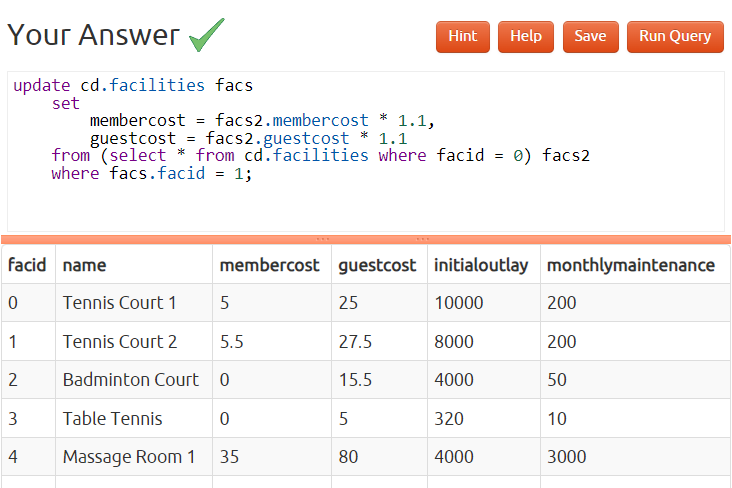 Your Answer
Hint Help Save Run Query
update cd.facilities facs
set
membercost = facs2.membercost * 1.1,
guestcost = facs2.guestcost * 1.1
from (select * from cd.facilities where facid = 0) facs2
where facs.facid = 1;
facid name membercost guestcost initialoutlay monthlymaintenance
0 Tennis Court 1 5 25 10000 200
1 Tennis Court 2 5.5 27.5 8000 200
2 Badminton Court 0 15.5 4000 50
3 Table Tennis 0 5 320 10
4 Massage Room 1 35 80 4000 3000